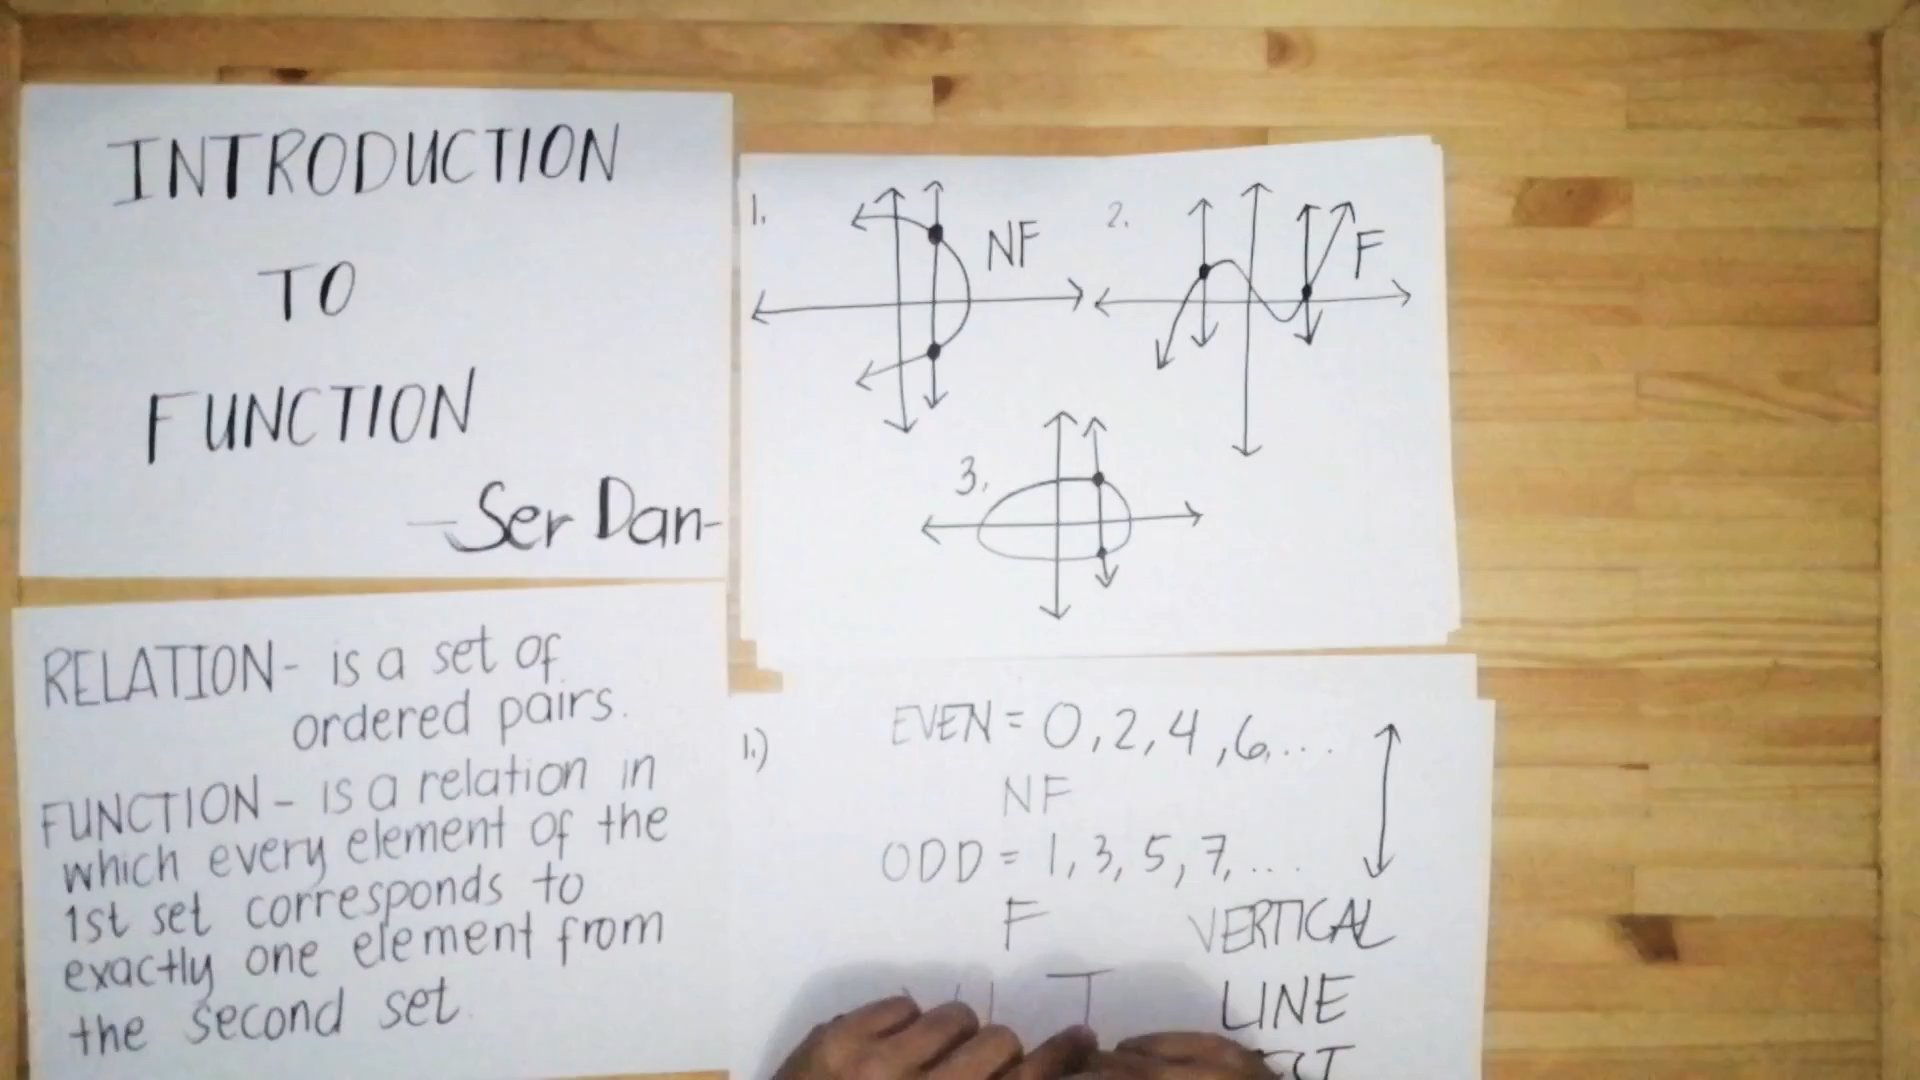 INTRODUCTION
TO
FUNCTION
-Ser Dan-
RELATION- is a set of
ordered pairs.
FUNCTION- is a relation in
which every element of the
1st set corresponds to
exactly one element from
the second set
1.
NF
2.
F
3.
1.)
EVEN = 0, 2, 4, 6, ...
NF
ODD = 1, 3, 5, 7, ...
F
VERTICAL
LINE